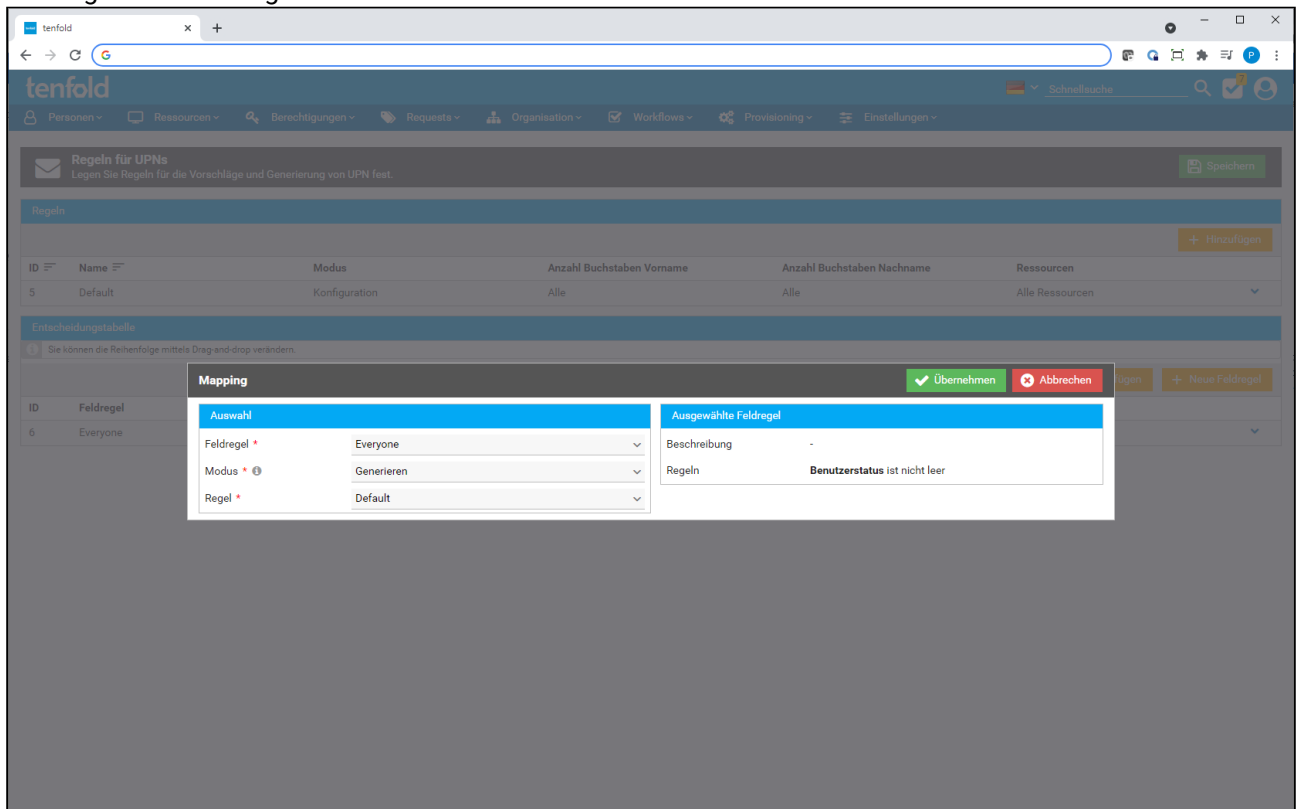 tenfold
G
P
tenfold
Schnellsuche
?
Personen
Ressourcen
Berechtigungen
Requests
Organisation
Workflows
Provisioning
Einstellungen
Regeln für UPNs
Legen Sie Regeln für die Vorschläge und Generierung von UPN fest.
Speichern
Regeln
+ Hinzufügen
ID Name Modus Anzahl Buchstaben Vorname Anzahl Buchstaben Nachname Ressourcen
5 Default Konfiguration Alle Alle Alle Ressourcen
Entscheidungstabelle
Sie können die Reihenfolge mittels Drag-and-drop verändern.
+ Neue Feldregel
ID Feldregel
6 Everyone
Mapping
Übernehmen
Abbrechen
Auswahl
Feldregel * Everyone
Modus * Generieren
Regel * Default
Ausgewählte Feldregel
Beschreibung -
Regeln Benutzerstatus ist nicht leer